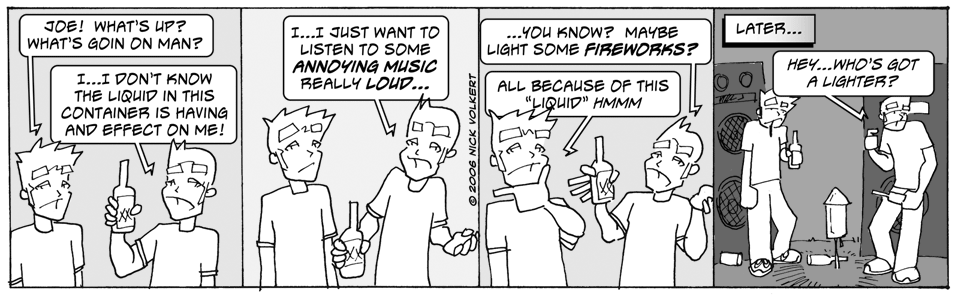 JOE! WHAT'S UP?
WHAT'S GOIN ON MAN?
I...I DON'T KNOW
THE LIQUID IN THIS
CONTAINER IS HAVING
AND EFFECT ON ME!
XX
I...I JUST WANT TO
LISTEN TO SOME
ANNOYING MUSIC
REALLY LOUD...
XX
© 2006 NICK VOLKERT
...YOU KNOW? MAYBE
LIGHT SOME FIREWORKS?
ALL BECAUSE OF THIS
"LIQUID" HMMM
XX
LATER...
HEY...WHO'S GOT
A LIGHTER?